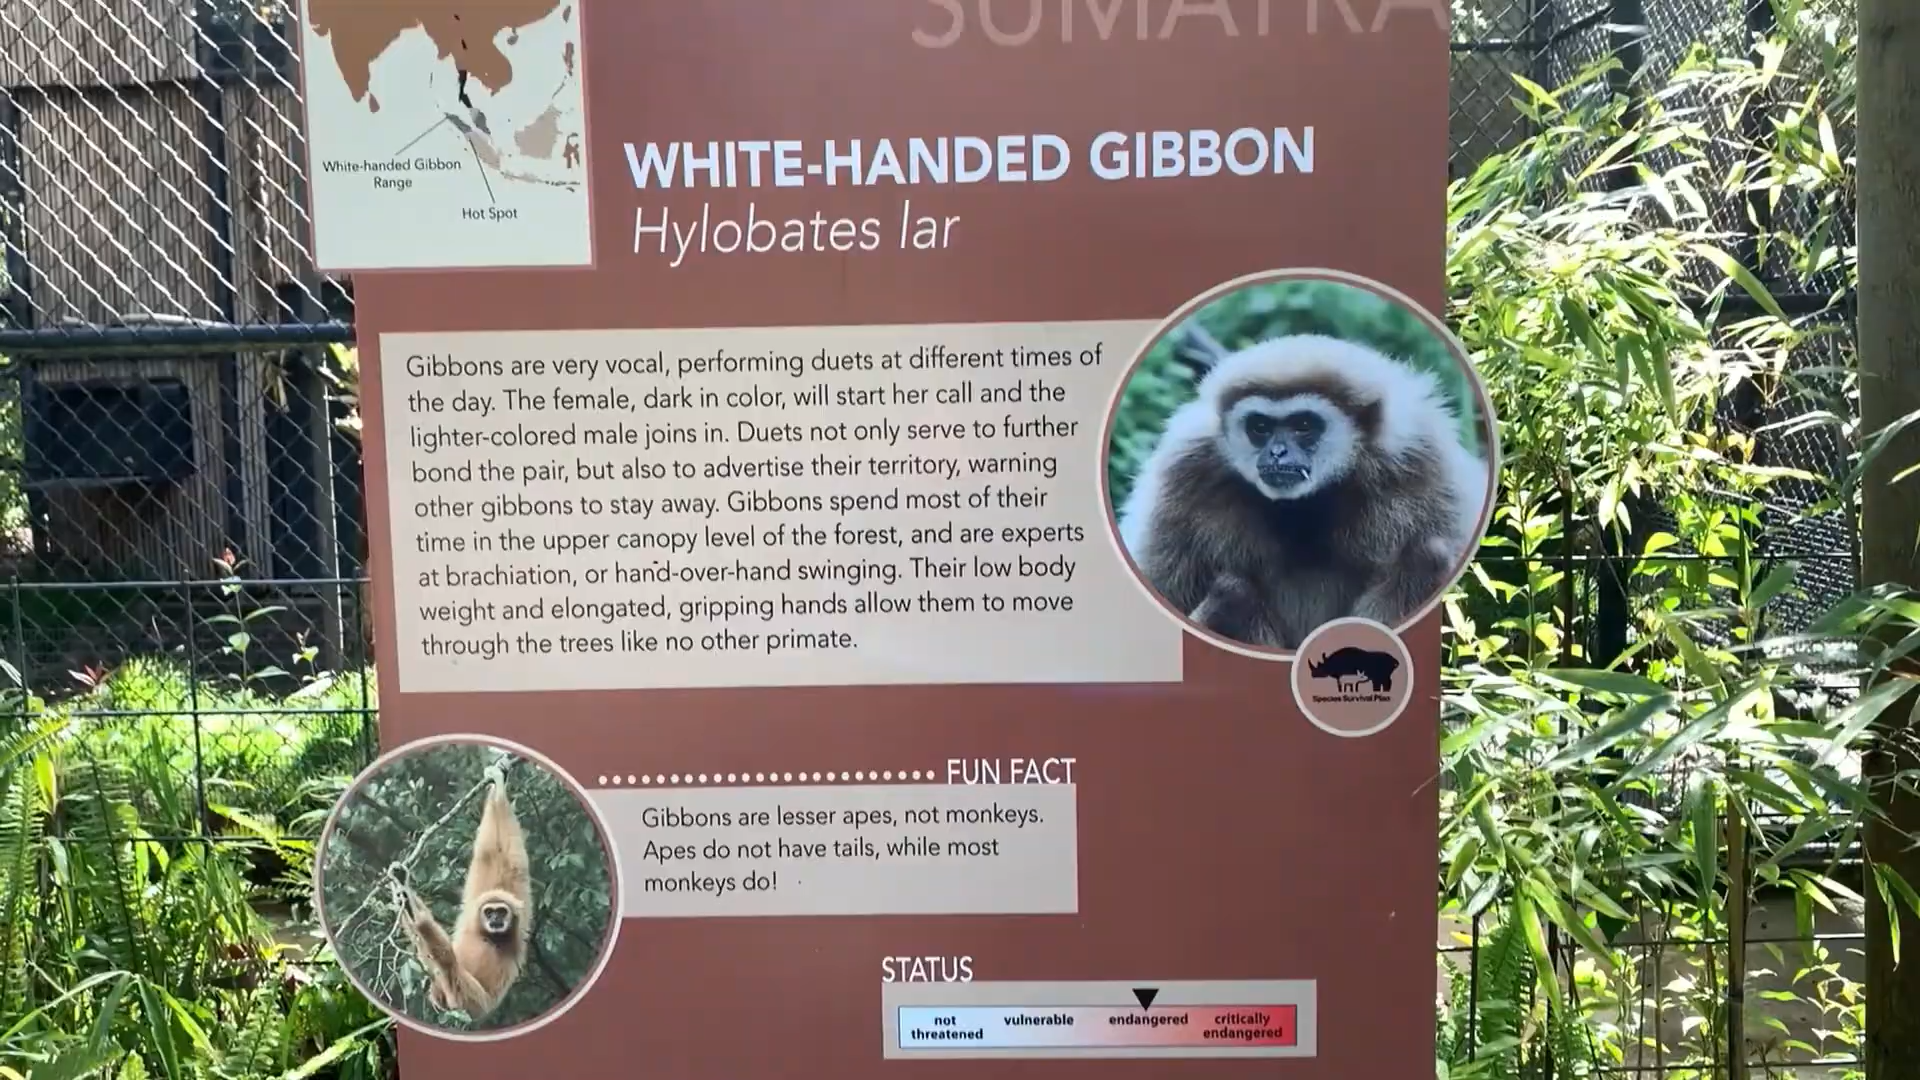 SUMATRA
White-handed Gibbon
Range
Hot Spot
WHITE-HANDED GIBBON
Hylobates lar
Gibbons are very vocal, performing duets at different times of
the day. The female, dark in color, will start her call and the
lighter-colored male joins in. Duets not only serve to further
bond the pair, but also to advertise their territory, warning
other gibbons to stay away. Gibbons spend most of their
time in the upper canopy level of the forest, and are experts
at brachiation, or hand-over-hand swinging. Their low body
weight and elongated, gripping hands allow them to move
through the trees like no other primate.
Species Survival Plan
FUN FACT
Gibbons are lesser apes, not monkeys.
Apes do not have tails, while most
monkeys do!
STATUS
not threatened
vulnerable
endangered
critically endangered